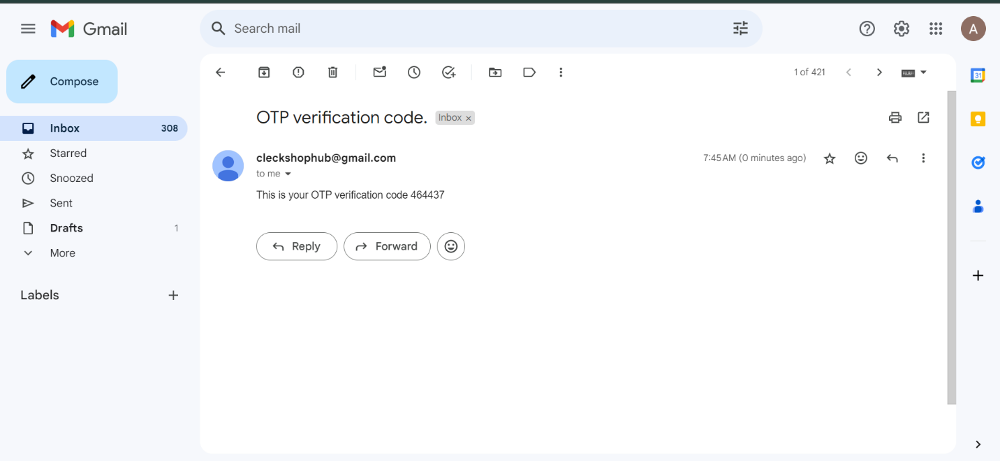 Gmail
Search mail
A
Compose
1 of 421
31
OTP verification code. Inbox ×
Inbox 308
Starred
cleckshophub@gmail.com 7:45 AM (0 minutes ago)
to me
Snoozed
This is your OTP verification code 464437
Sent
Drafts 1
Reply Forward
More
Labels